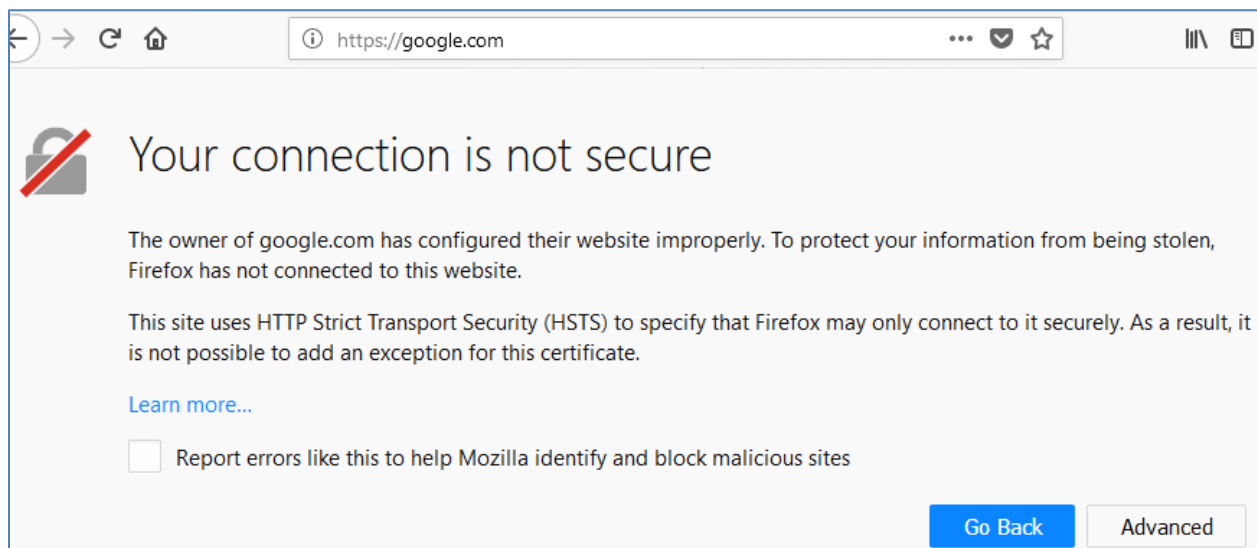 https://google.com
Your connection is not secure
The owner of google.com has configured their website improperly. To protect your information from being stolen,
Firefox has not connected to this website.
This site uses HTTP Strict Transport Security (HSTS) to specify that Firefox may only connect to it securely. As a result, it
is not possible to add an exception for this certificate.
Learn more...
Report errors like this to help Mozilla identify and block malicious sites
Go Back
Advanced